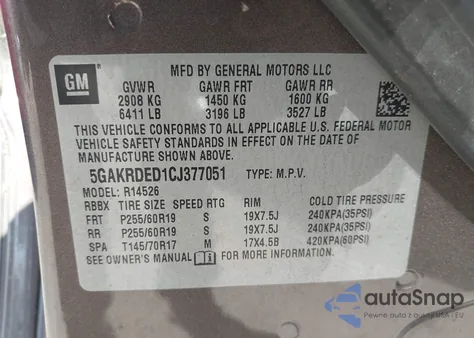 GM
MFD BY GENERAL MOTORS LLC
GVWR GAWR FRT GAWR RR
2908 KG 1450 KG 1600 KG
6411 LB 3196 LB 3527 LB
THIS VEHICLE CONFORMS TO ALL APPLICABLE U.S. FEDERAL MOTOR
VEHICLE SAFETY STANDARDS IN EFFECT ON THE DATE OF
MANUFACTURE SHOWN ABOVE.
5GAKRDED1CJ377051 TYPE: M.P.V.
MODEL: R14526
RBBX TIRE SIZE SPEED RTG RIM COLD TIRE PRESSURE
FRT P255/60R19 S 19X7.5J 240KPA(35PSI)
RR P255/60R19 S 19X7.5J 240KPA(35PSI)
SPA T145/70R17 M 17X4.5B 420KPA(60PSI)
SEE OWNER'S MANUAL FOR MORE INFORMATION.
autoSnap
Pewne auta z USA i EU